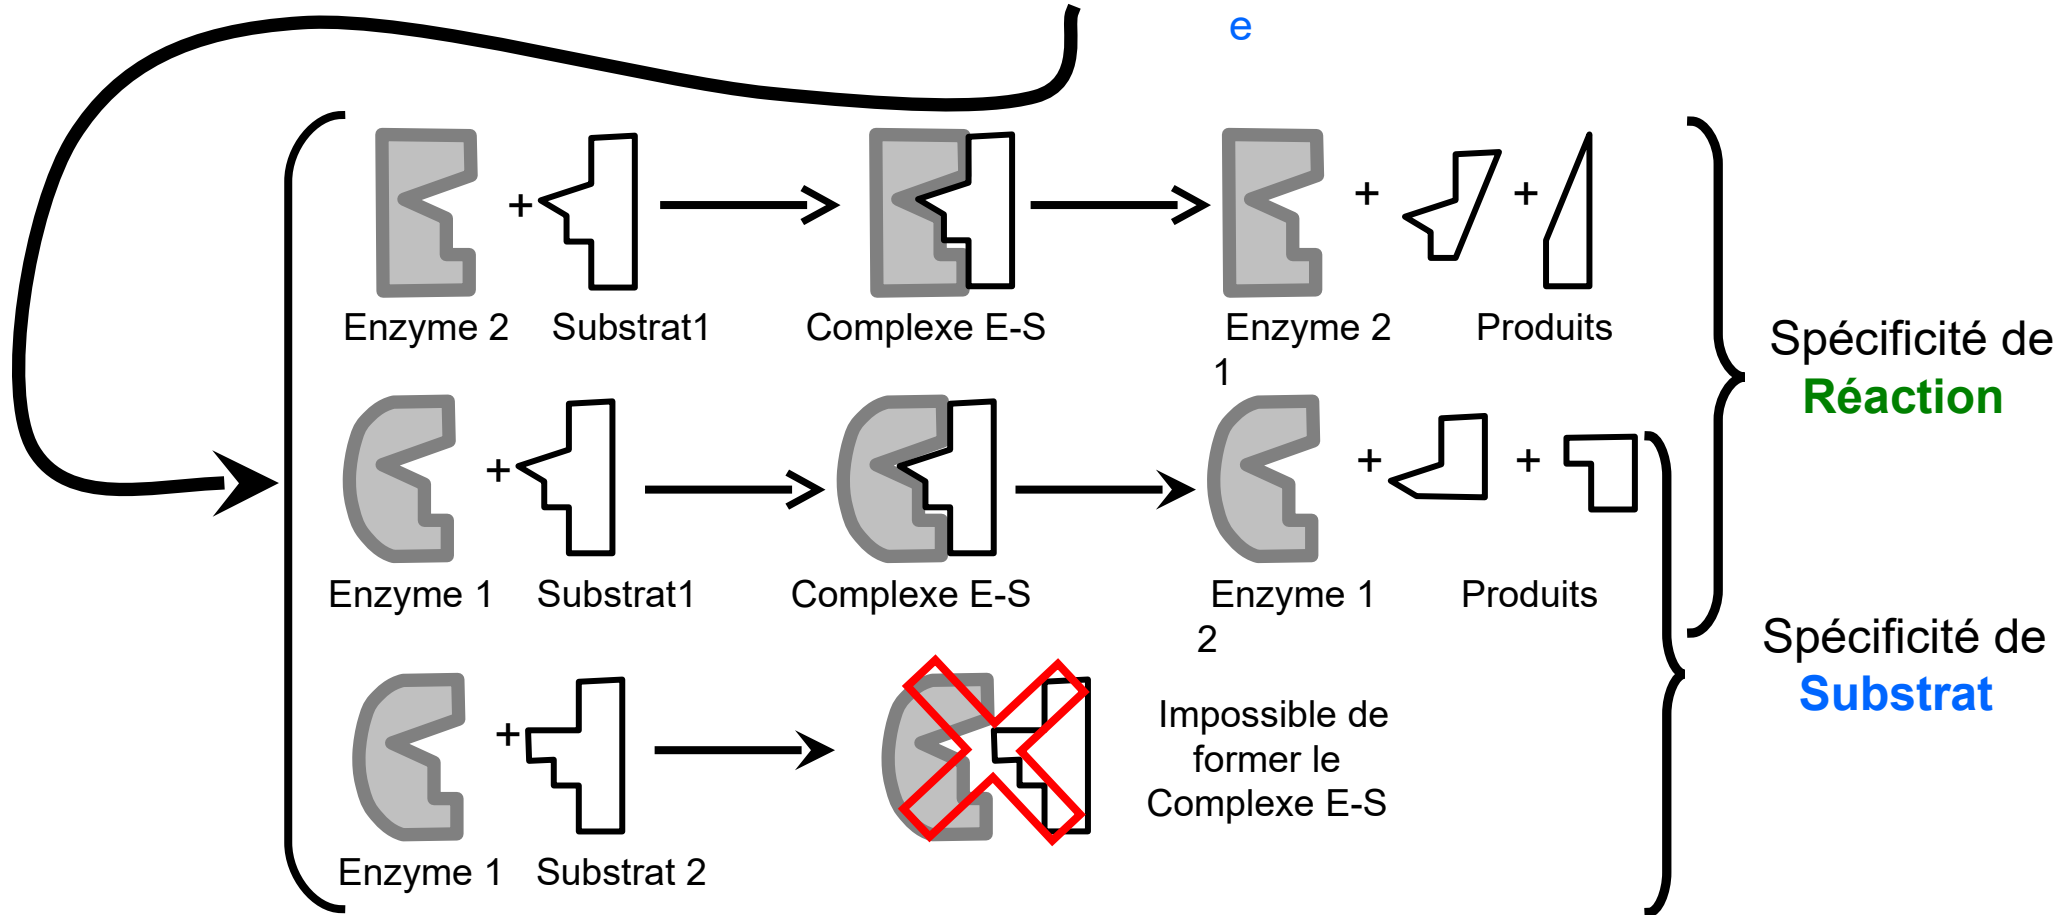 e
+ + +
Enzyme 2 Substrat1 Complexe E-S Enzyme 2 Produits
1
Spécificité de
Réaction
+ + +
Enzyme 1 Substrat1 Complexe E-S Enzyme 1 Produits
2
Spécificité de
Substrat
+
Impossible de
former le
Complexe E-S
Enzyme 1 Substrat 2